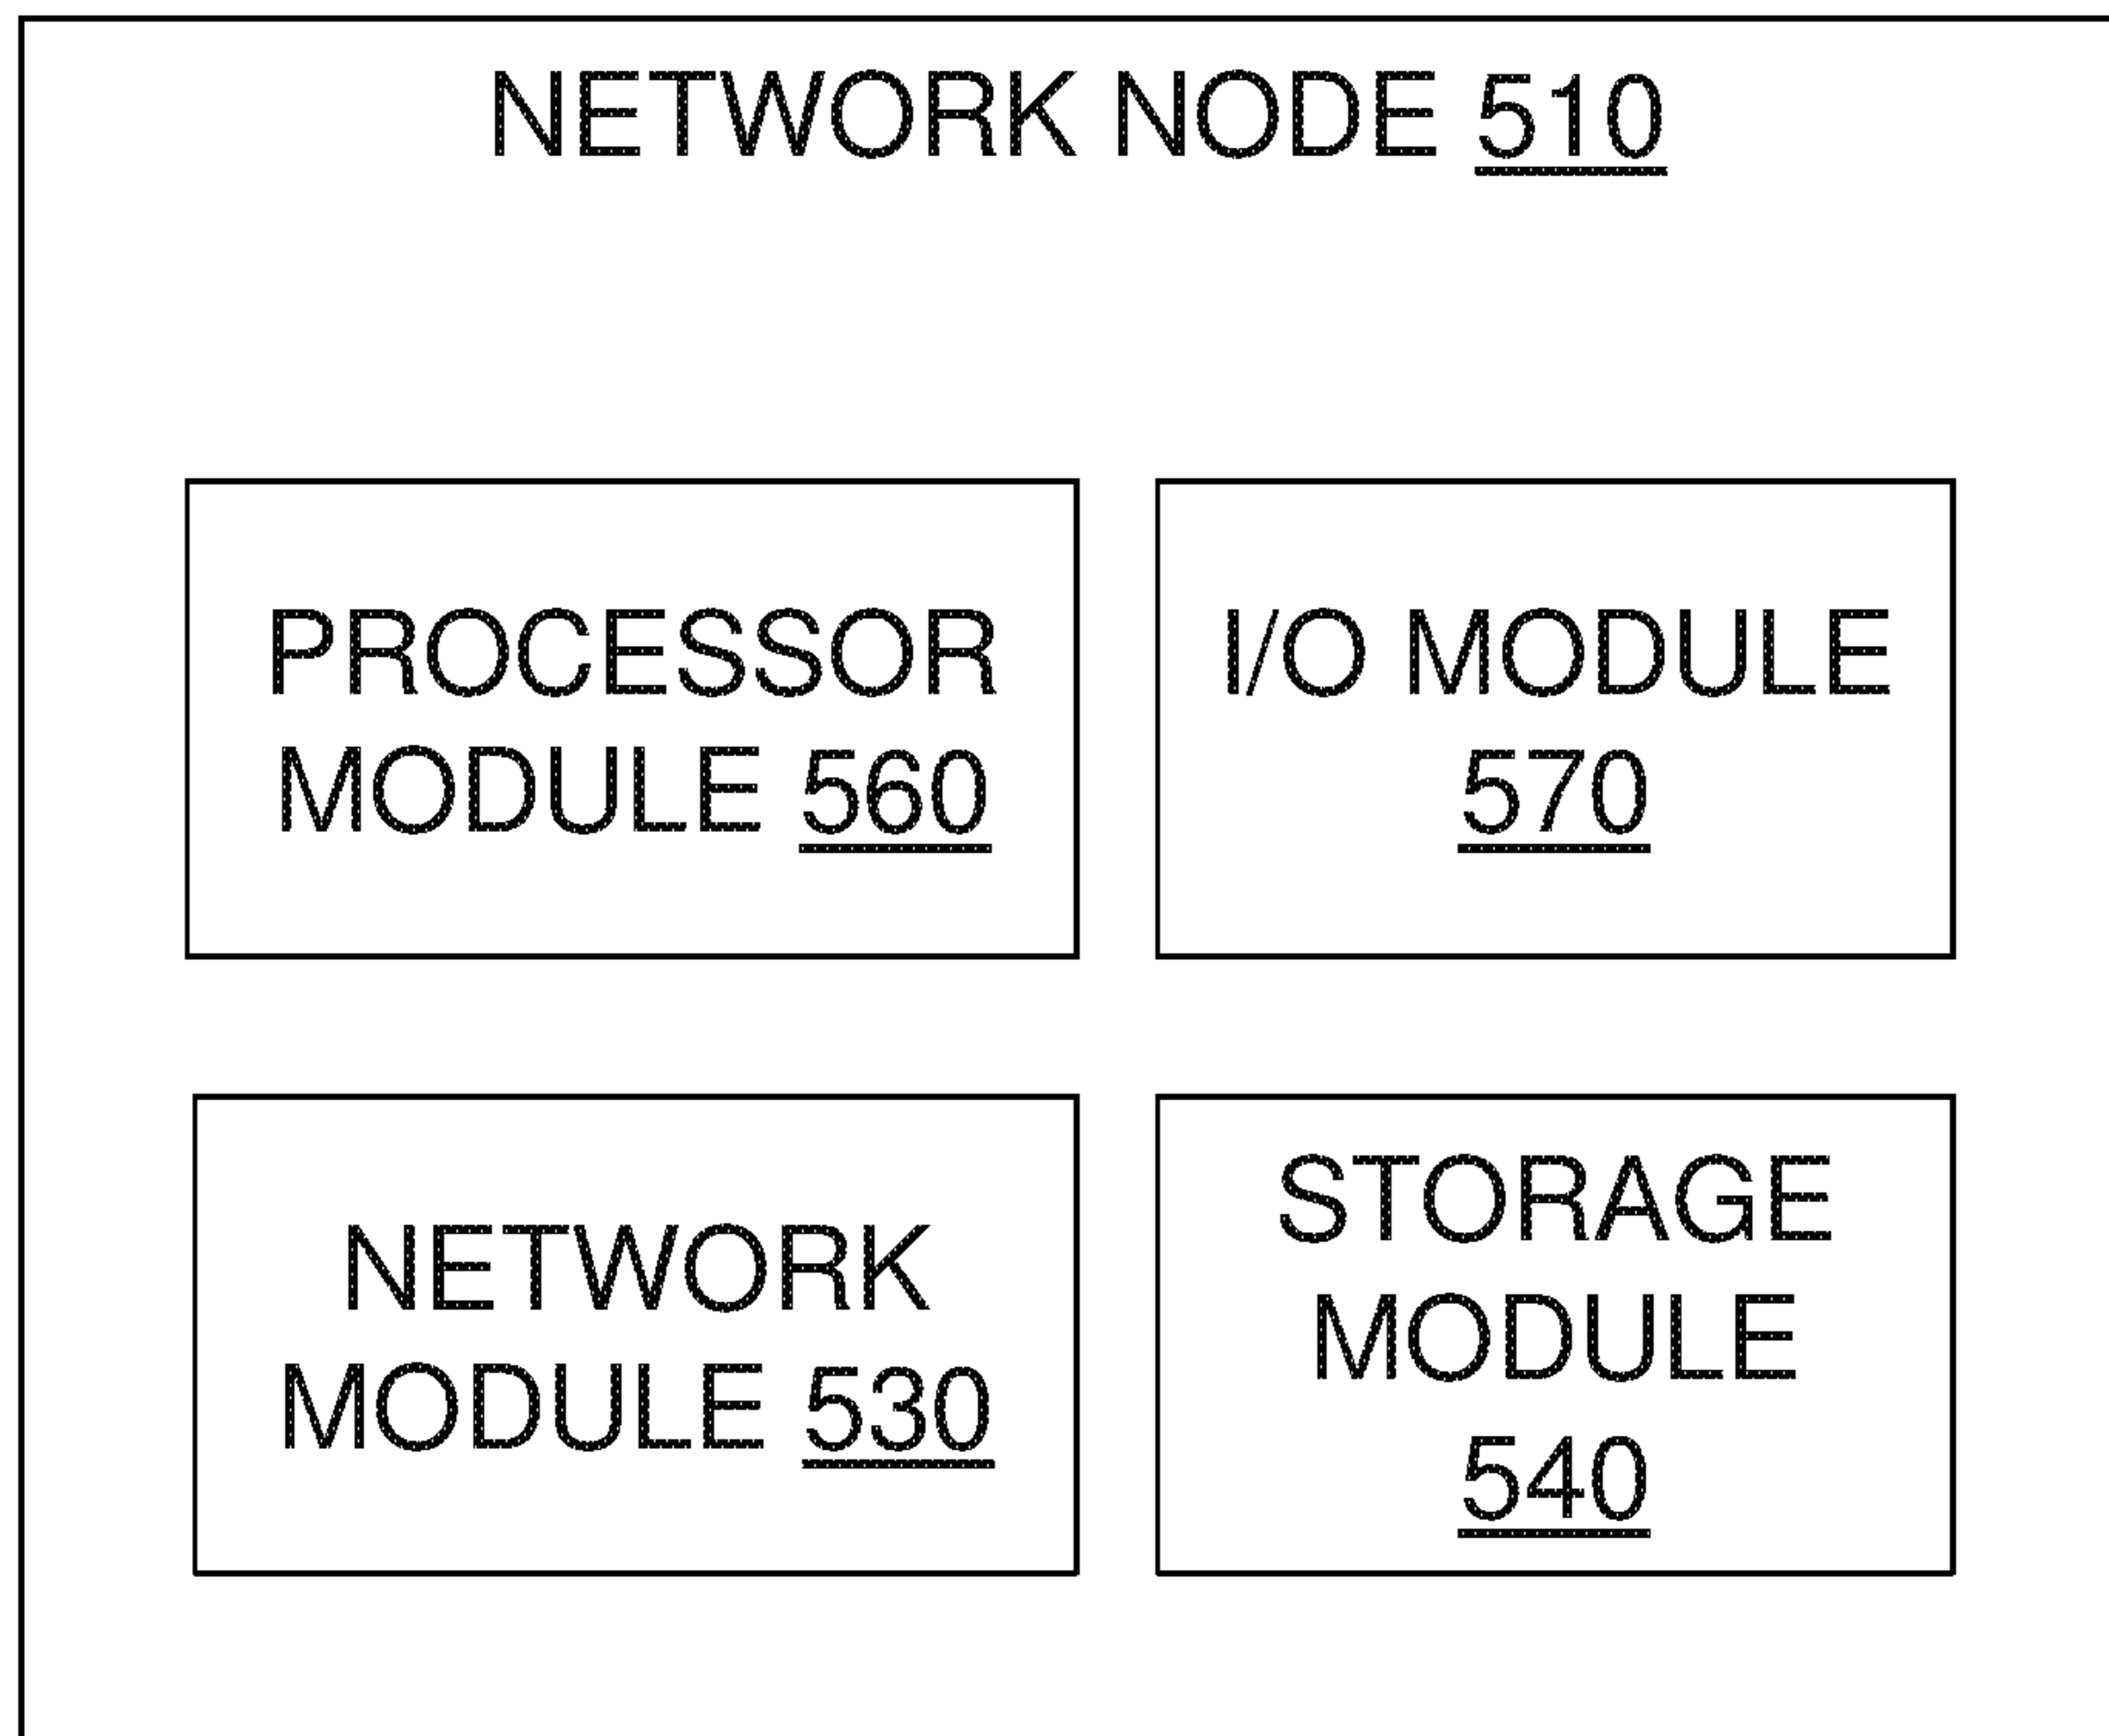 NETWORK NODE 510
PROCESSOR
MODULE 560
I/O MODULE
570
NETWORK
MODULE 530
STORAGE
MODULE
540